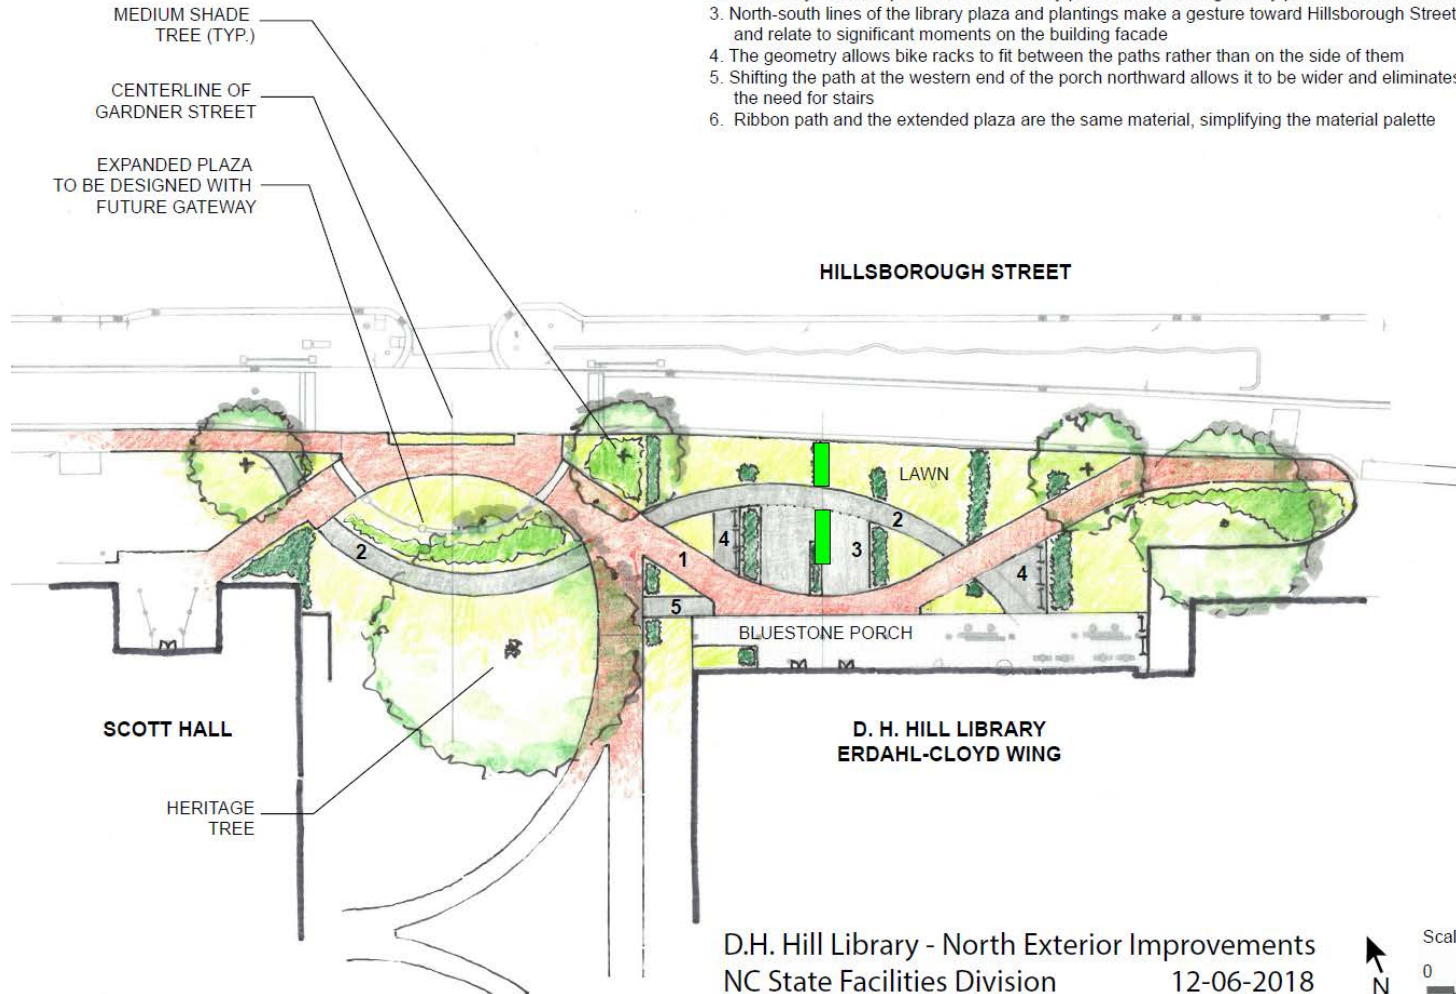 MEDIUM SHADE
TREE (TYP.)
CENTERLINE OF
GARDNER STREET
EXPANDED PLAZA
TO BE DESIGNED WITH
FUTURE GATEWAY
3. North-south lines of the library plaza and plantings make a gesture toward Hillsborough Street
and relate to significant moments on the building facade
4. The geometry allows bike racks to fit between the paths rather than on the side of them
5. Shifting the path at the western end of the porch northward allows it to be wider and eliminates
the need for stairs
6. Ribbon path and the extended plaza are the same material, simplifying the material palette
HILLSBOROUGH STREET
LAWN
2
4
3
2
1
4
5
BLUESTONE PORCH
SCOTT HALL
D. H. HILL LIBRARY
ERDAHL-CLOYD WING
HERITAGE
TREE
D.H. Hill Library - North Exterior Improvements
NC State Facilities Division 12-06-2018
N
Scal
0